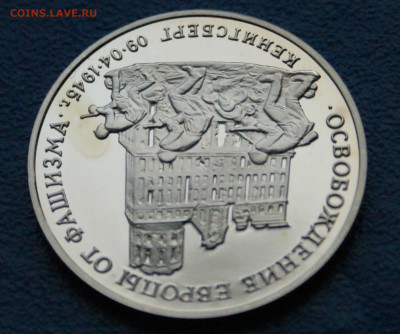 COINS.LAVE.RU
· ОСВОБОЖДЕНИЕ ЕВРОПЫ ОТ ФАШИЗМА ·
КЕНИГСБЕРГ 09·04·1945г.